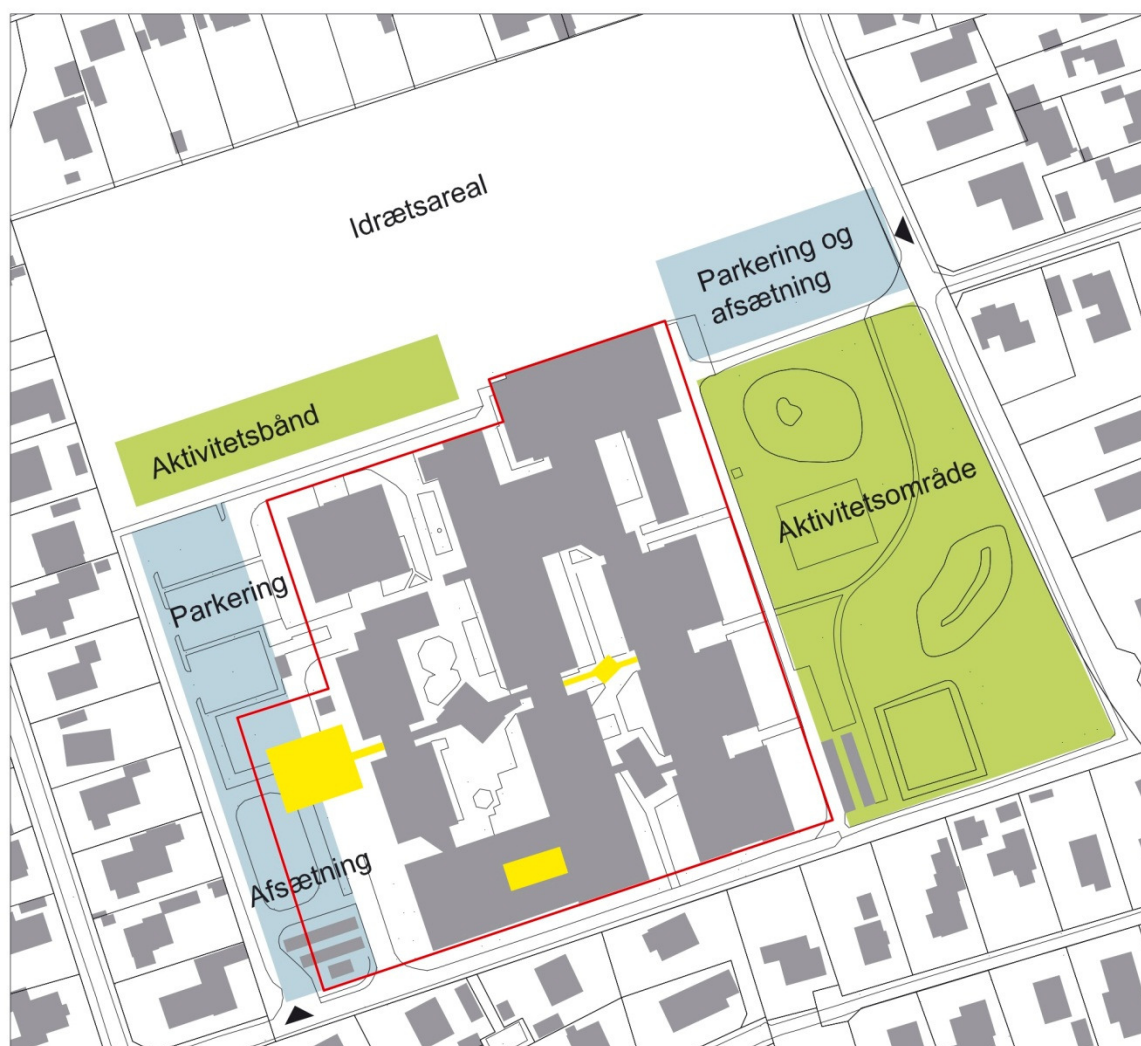 Idrætsareal
Parkering og
afsætning
Aktivitetsbånd
Aktivitetsområde
Parkering
Afsætning